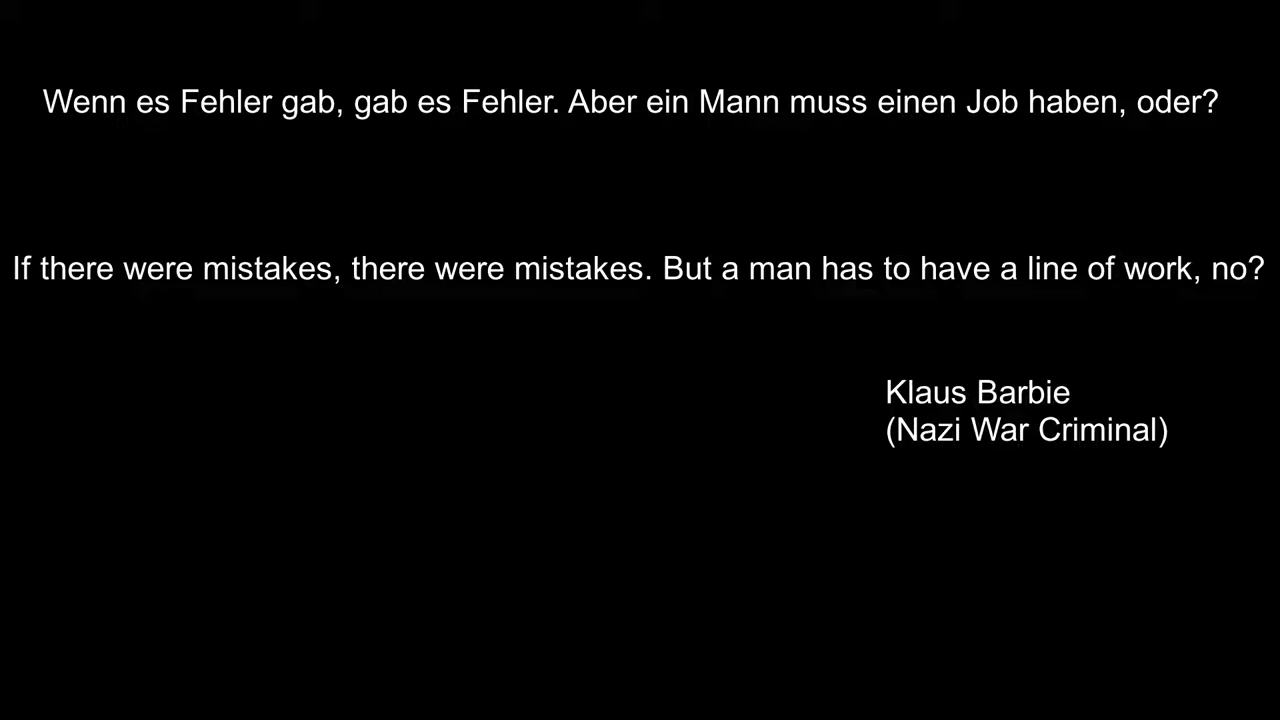 Wenn es Fehler gab, gab es Fehler. Aber ein Mann muss einen Job haben, oder?
If there were mistakes, there were mistakes. But a man has to have a line of work, no?
Klaus Barbie
(Nazi War Criminal)